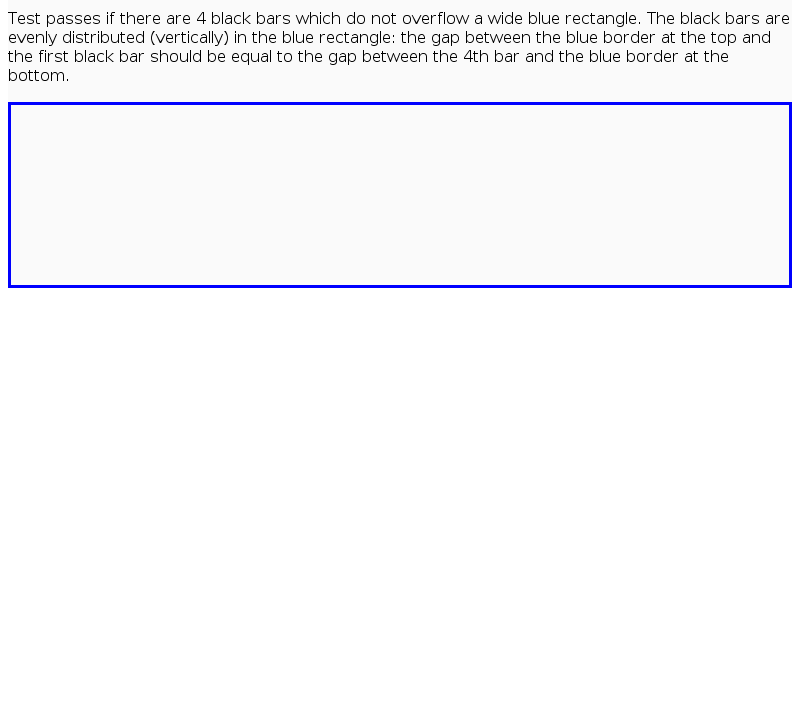 Test passes if there are 4 black bars which do not overflow a wide blue rectangle. The black bars are
evenly distributed (vertically) in the blue rectangle: the gap between the blue border at the top and
the first black bar should be equal to the gap between the 4th bar and the blue border at the
bottom.